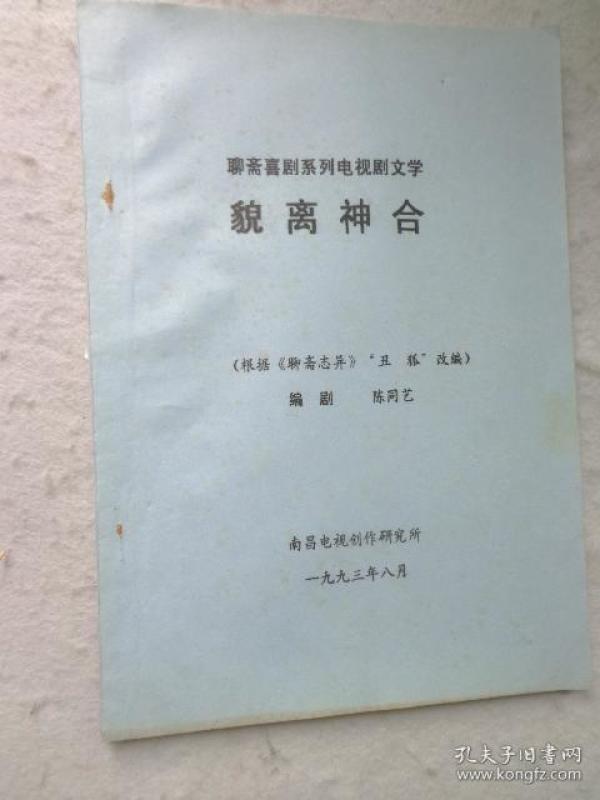 聊斋喜剧系列电视剧文学
貌离神合
（根据《聊斋志异》“丑 狐”改编）
编 剧 陈同艺
南昌电视创作研究所
一九九三年八月
孔夫子旧書网
www.kongfz.com